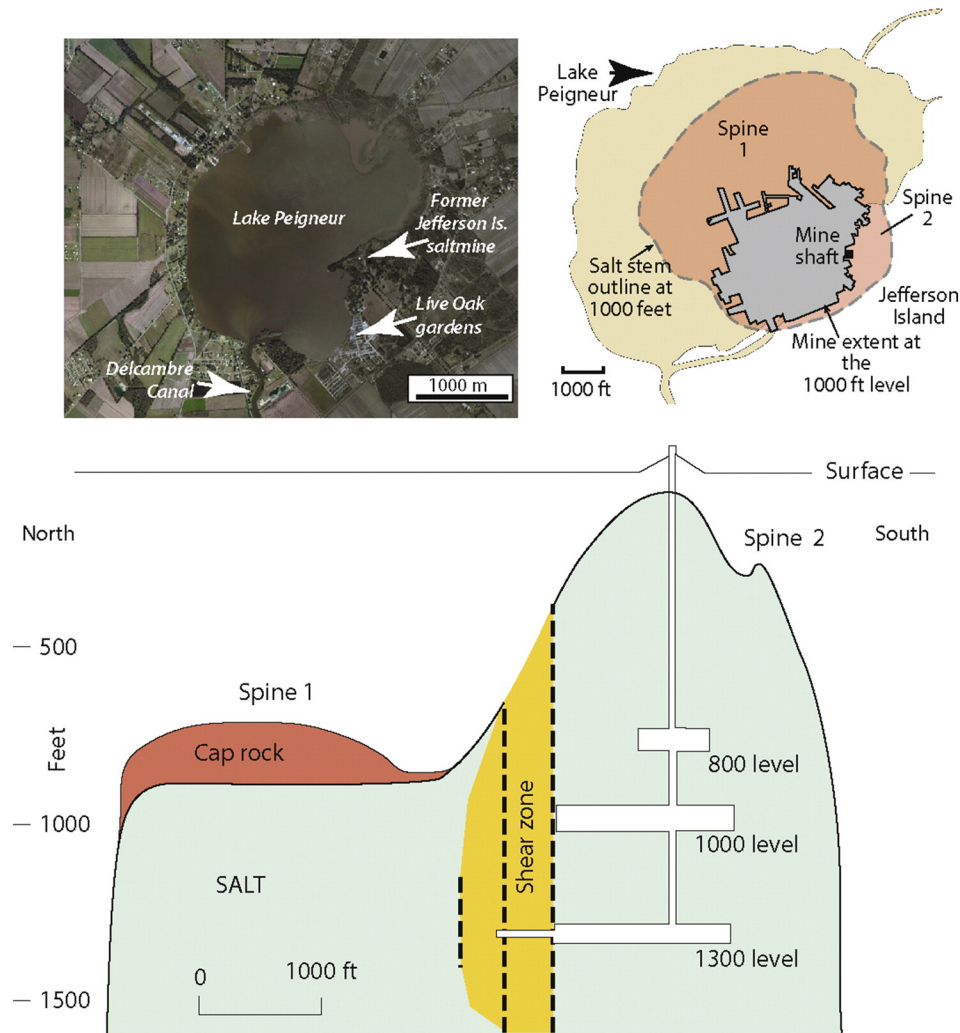 Lake Peigneur
Former
Jefferson Is.
saltmine
Live Oak
gardens
Delcambre
Canal
1000 m
Lake
Peigneur
Spine
1
Spine
2
Mine
shaft
Salt stem
outline at
1000 feet
Jefferson
Island
Mine extent at
the
1000 ft level
1000 ft
Surface
North
Spine 2
South
500
Spine 1
Feet
Cap rock
800 level
1000
1000 level
Shear zone
SALT
1300 level
0 1000 ft
1500